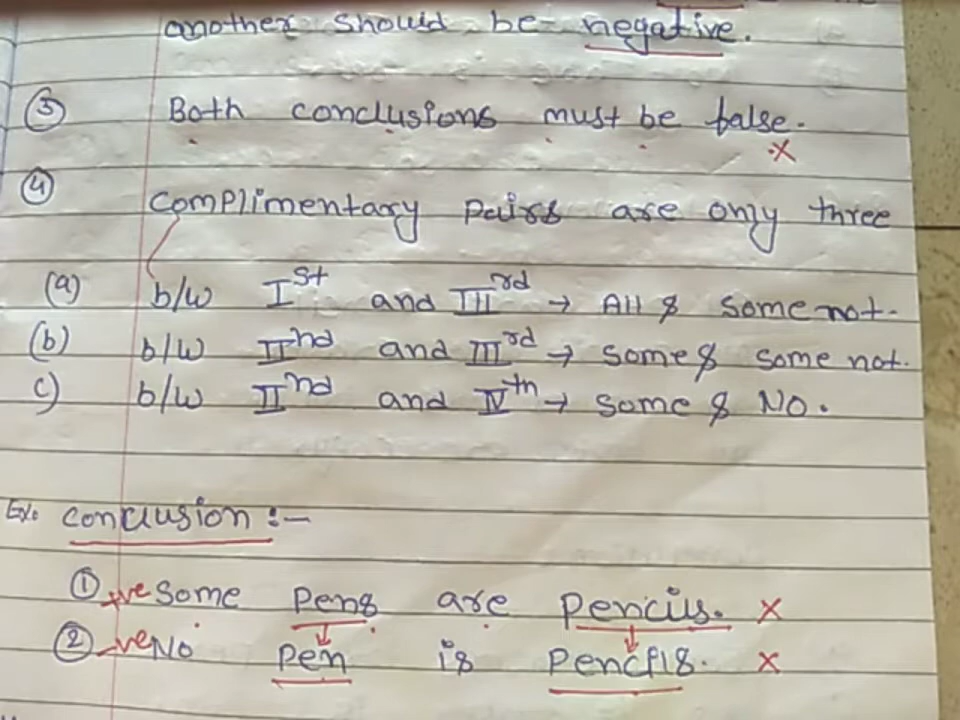 another should be negative.
③ Both conclusions must be false.
×
④ Complimentary pairs are only three
(a) b/w Ist and IIIrd → All & some not.
(b) b/w IInd and IIIrd → some & some not.
c) b/w IInd and IVth → some & No.
Ex. Conclusion :-
① +ve Some pens are pencils. ×
② -ve No pen is pencils. ×